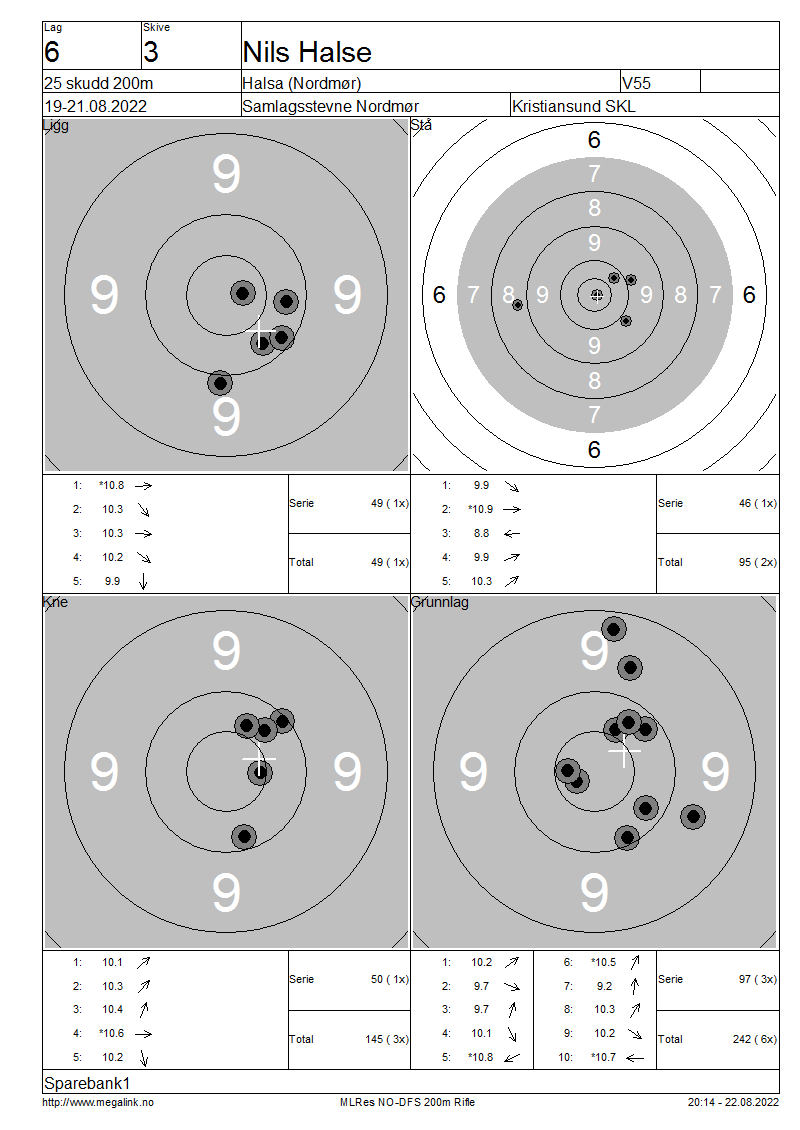 Lag Skive
6 3 Nils Halse
25 skudd 200m Halsa (Nordmør) V55
19-21.08.2022 Samlagsstevne Nordmør Kristiansund SKL
Ligg
9
9 9
9
Stå
6
7
8
9
6 7 8 9 9 8 7 6
9
8
7
6
1: *10.8
2: 10.3
3: 10.3
4: 10.2
5: 9.9
Serie 49 ( 1x)
Total 49 ( 1x)
1: 9.9
2: *10.9
3: 8.8
4: 9.9
5: 10.3
Serie 46 ( 1x)
Total 95 ( 2x)
Kne
9
9 9
9
Grunnlag
9
9 9
9
1: 10.1
2: 10.3
3: 10.4
4: *10.6
5: 10.2
Serie 50 ( 1x)
Total 145 ( 3x)
1: 10.2 6: *10.5
2: 9.7 7: 9.2
3: 9.7 8: 10.3
4: 10.1 9: 10.2
5: *10.8 10: *10.7
Serie 97 ( 3x)
Total 242 ( 6x)
Sparebank1
http://www.megalink.no MLRes NO-DFS 200m Rifle 20:14 - 22.08.2022